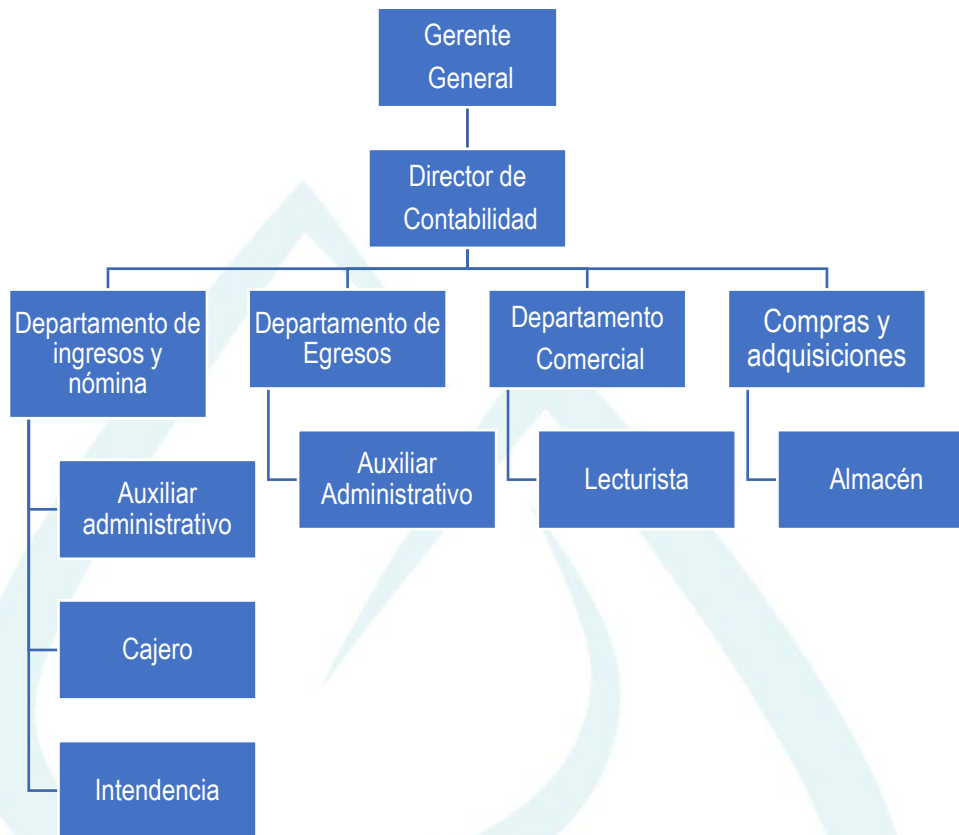 Gerente
General
Director de
Contabilidad
Departamento de
ingresos y
nómina
Departamento de
Egresos
Departamento
Comercial
Compras y
adquisiciones
Auxiliar
administrativo
Auxiliar
Administrativo
Lecturista
Almacén
Cajero
Intendencia